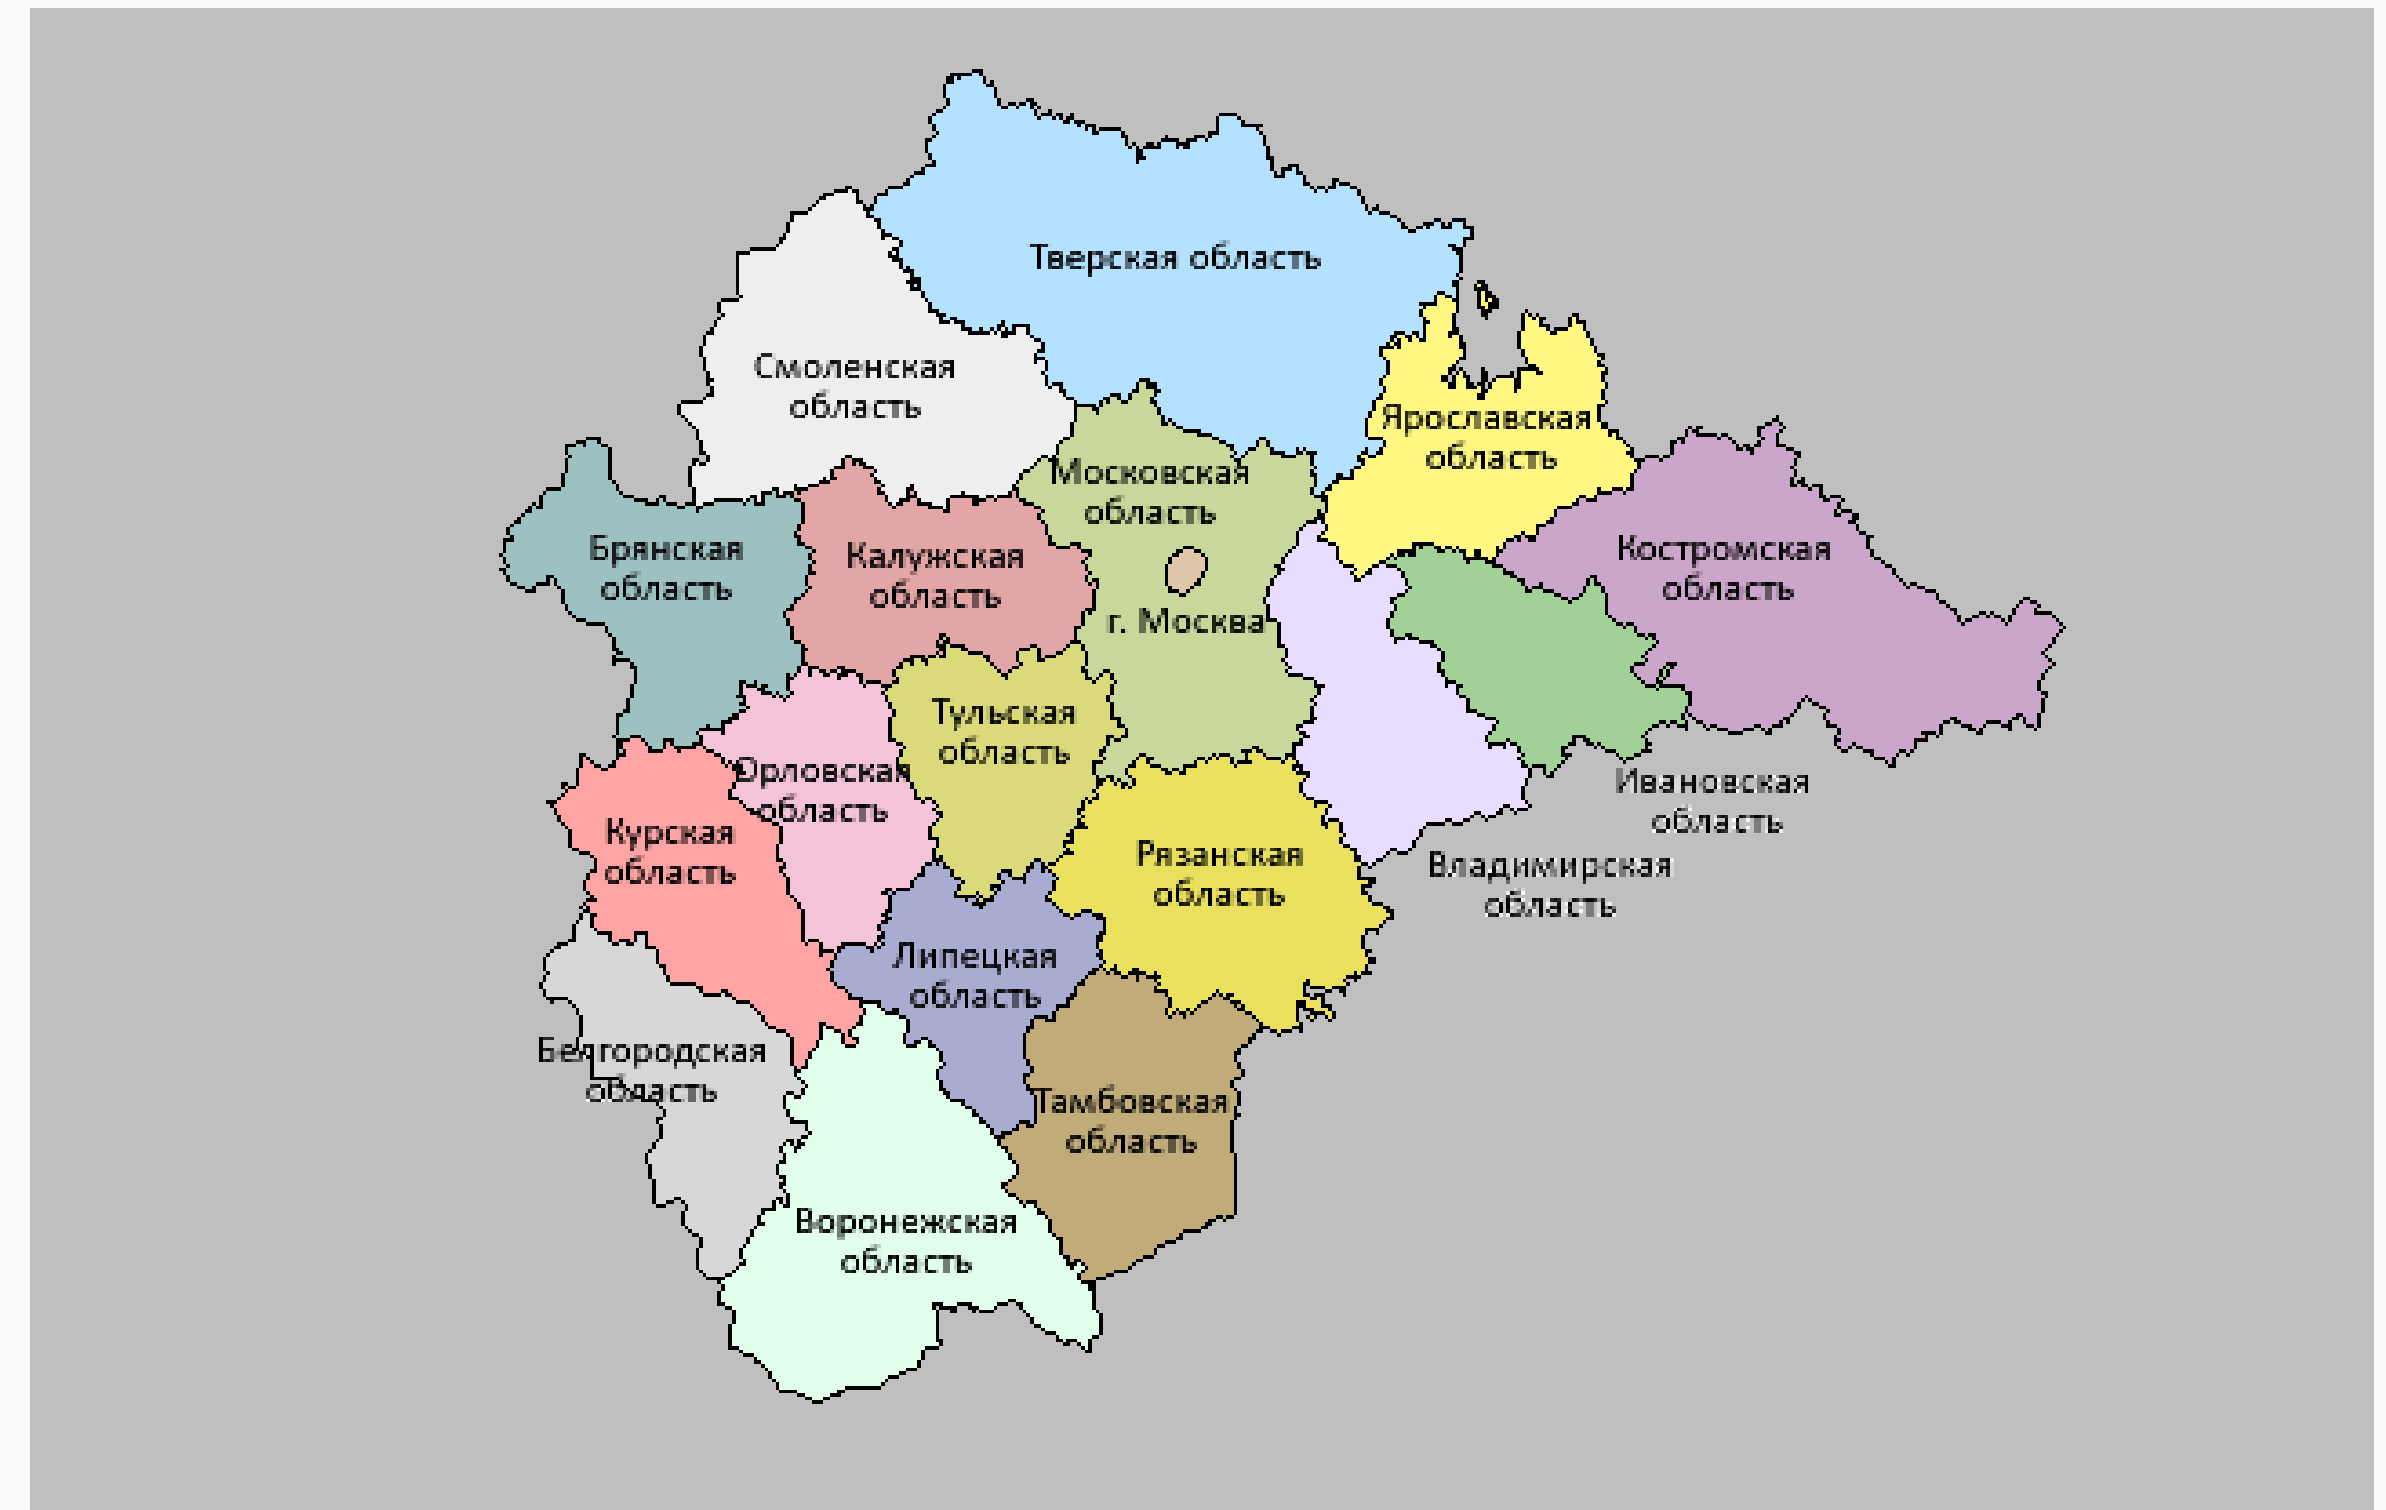 Тверская область
Смоленская
область
Ярославская
область
Московская
область
Брянская
область
Калужская
область
Костромская
область
г. Москва
Тульская
область
Орловская
область
Ивановская
область
Курская
область
Рязанская
область
Владимирская
область
Липецкая
область
Белгородская
область
Тамбовская
область
Воронежская
область